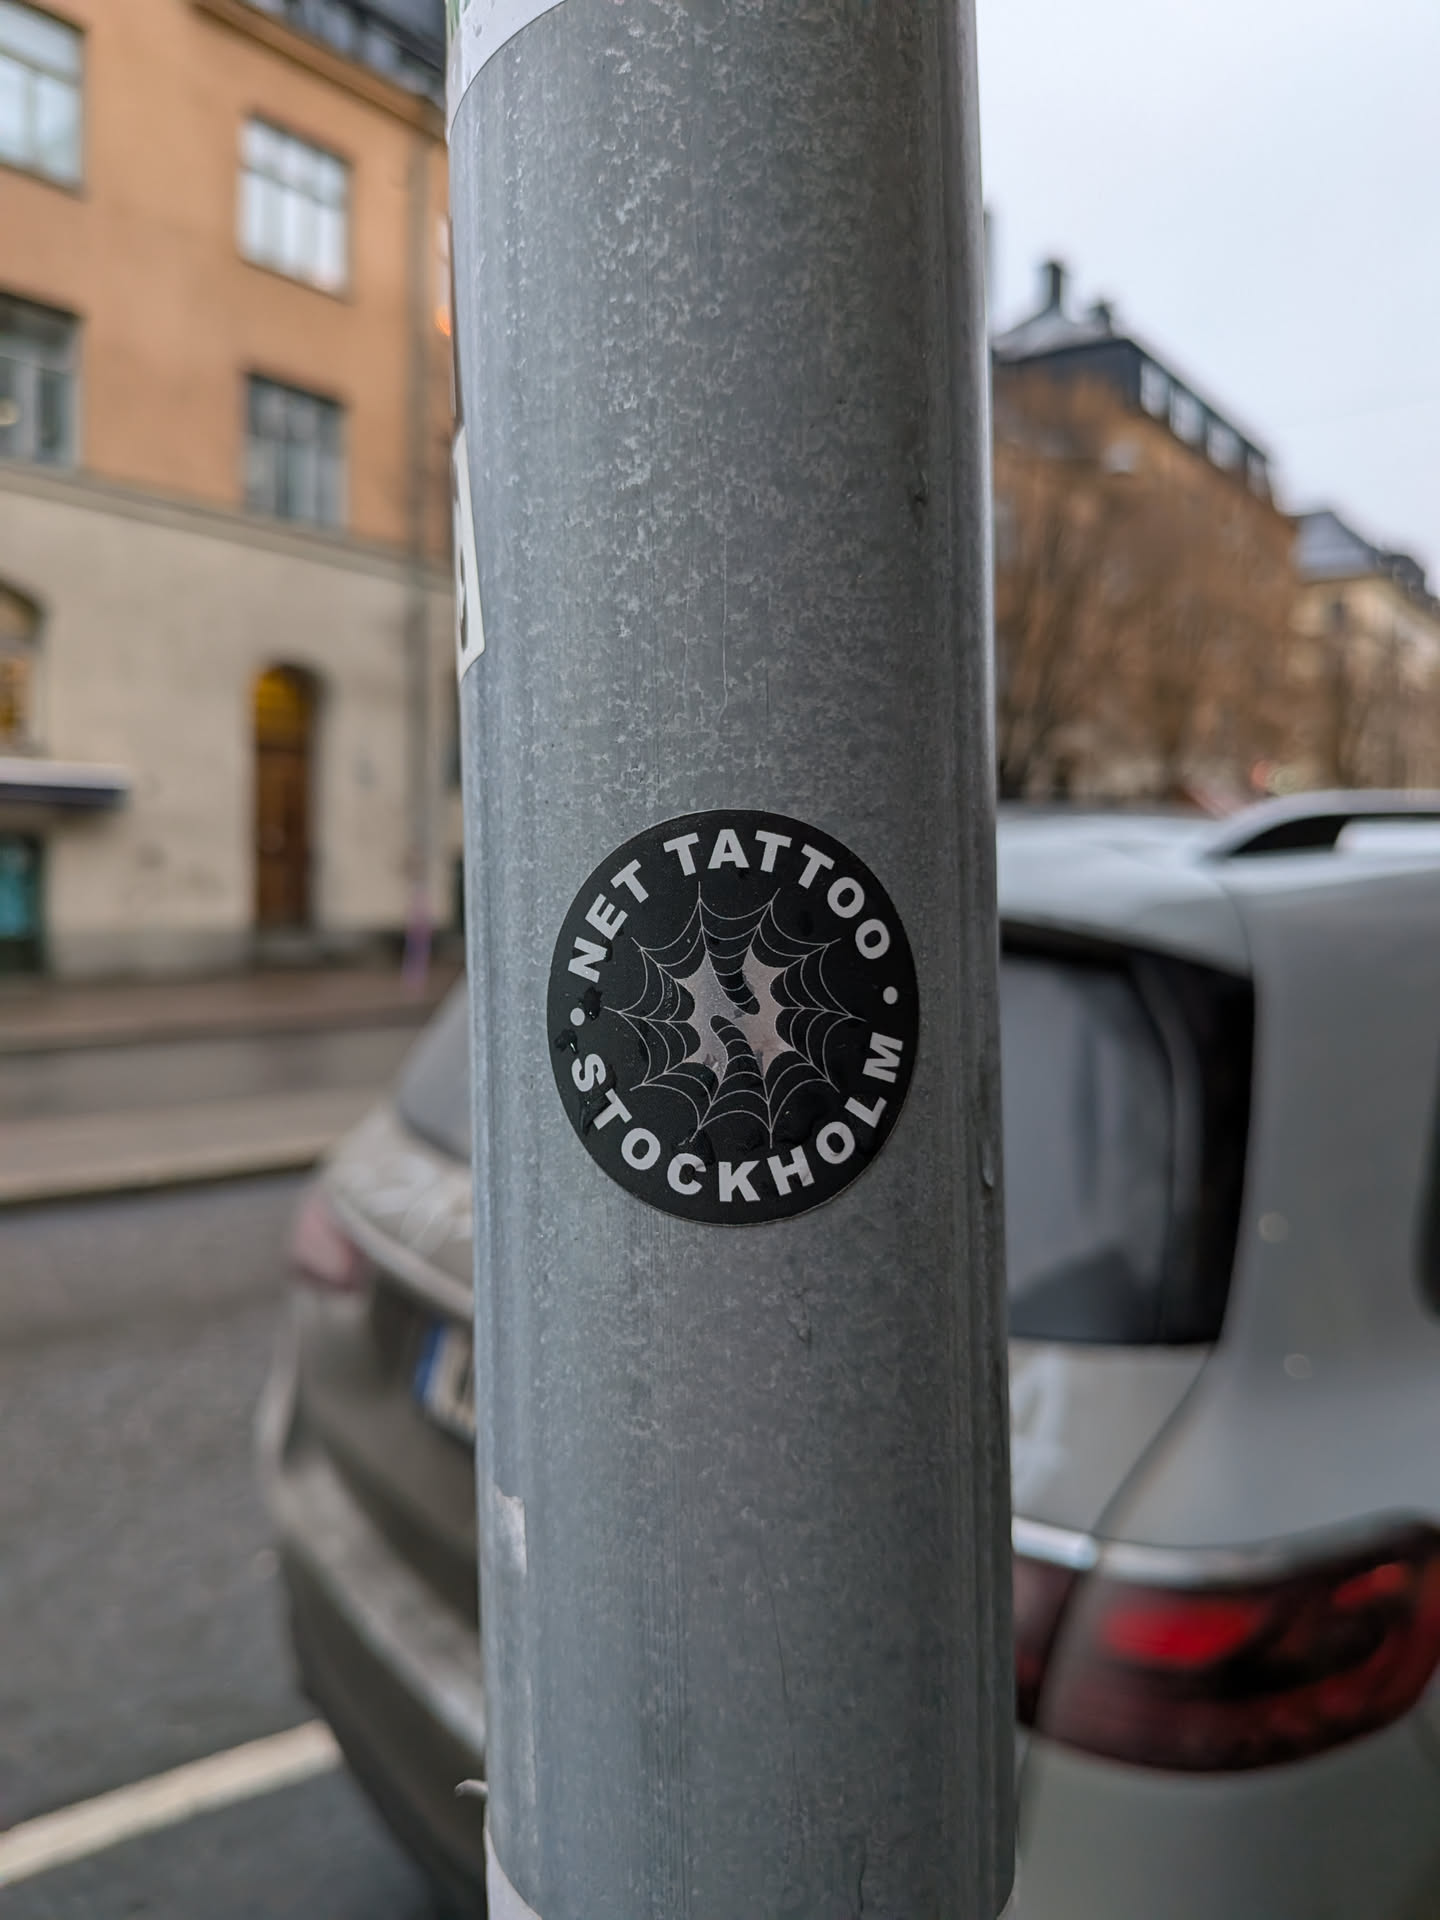 • NET TATTOO •
STOCKHOLM
N